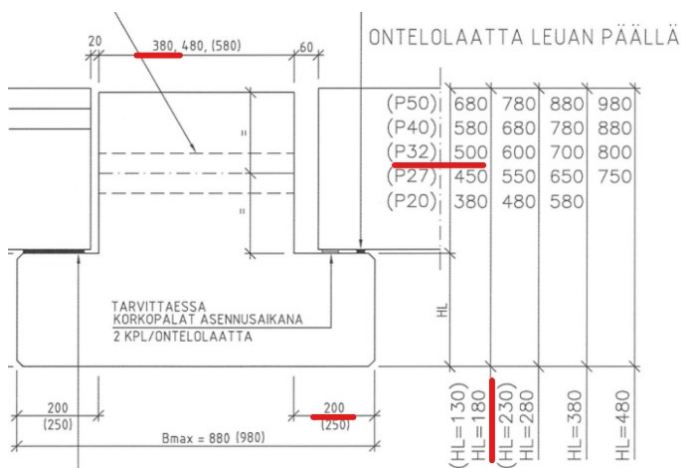 ONTELOLAATTA LEUAN PÄÄLLÄ
20
380, 480, (580)
60
(P50) 680 780 880 980
(P40) 580 680 780 880
(P32) 500 600 700 800
(P27) 450 550 650 750
(P20) 380 480 580
=
=
TARVITTAESSA
KORKOPALAT ASENNUSAIKANA
2 KPL/ONTELOLAATTA
HL
200
(250)
200
(250)
Bmax = 880 (980)
(HL=130)
HL=180
(HL=230)
HL=280
HL=380
HL=480